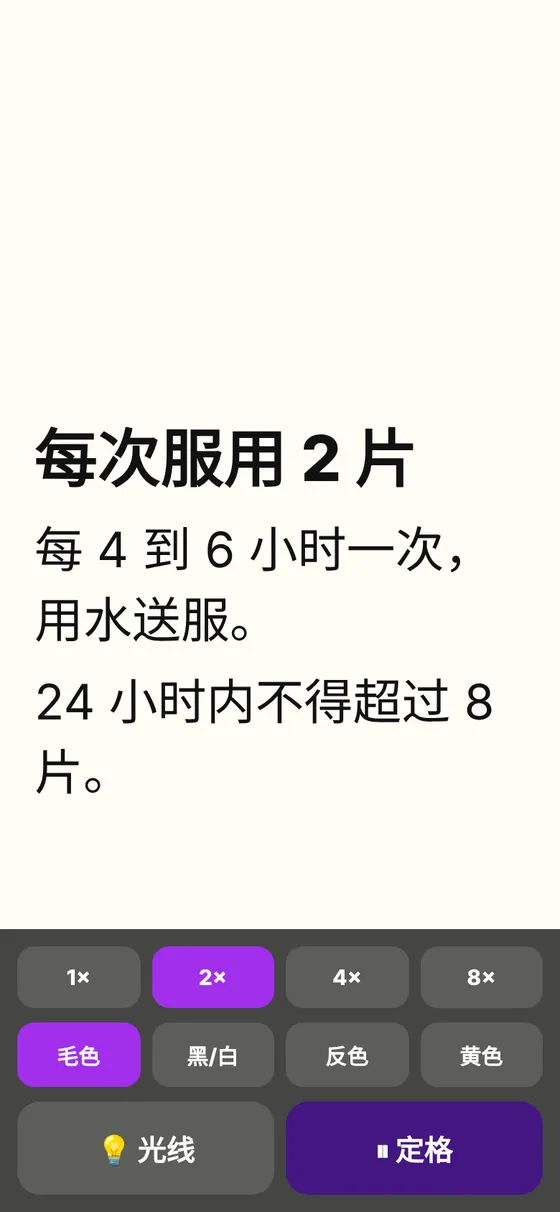 每次服用 2 片
每 4 到 6 小时一次，
用水送服。
24 小时内不得超过 8
片。
1×
2×
4×
8×
毛色
黑/白
反色
黄色
💡 光线
⏸ 定格